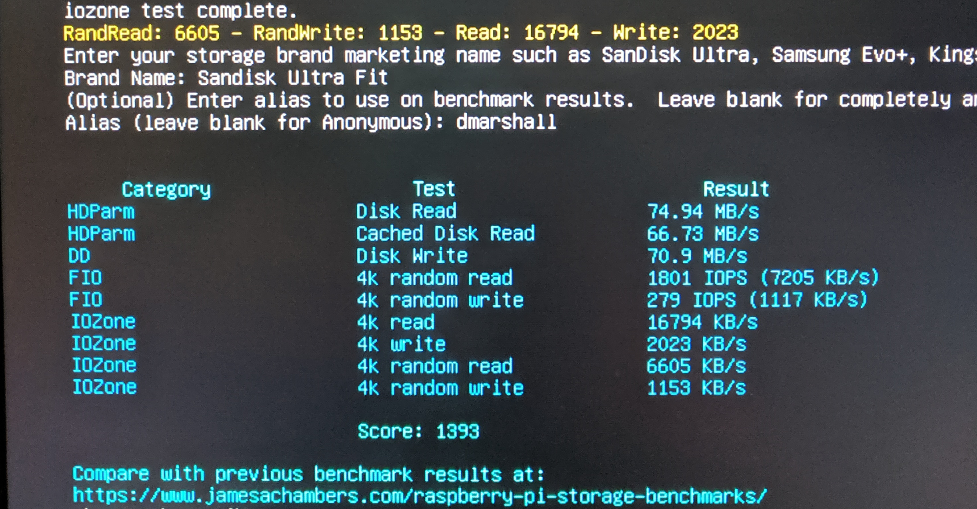 iozone test complete.
RandRead: 6605 - RandWrite: 1153 - Read: 16794 - Write: 2023
Enter your storage brand marketing name such as SanDisk Ultra, Samsung Evo+,
Brand Name: Sandisk Ultra Fit
(Optional) Enter alias to use on benchmark results.  Leave blank for completely
Alias (leave blank for Anonymous): dmarshall
Category Test Result
HDParm Disk Read 74.94 MB/s
HDParm Cached Disk Read 66.73 MB/s
DD Disk Write 70.9 MB/s
FIO 4k random read 1801 IOPS (7205 KB/s)
FIO 4k random write 279 IOPS (1117 KB/s)
IOZone 4k read 16794 KB/s
IOZone 4k write 2023 KB/s
IOZone 4k random read 6605 KB/s
IOZone 4k random write 1153 KB/s
Score: 1393
Compare with previous benchmark results at:
https://www.jamesachambers.com/raspberry-pi-storage-benchmarks/